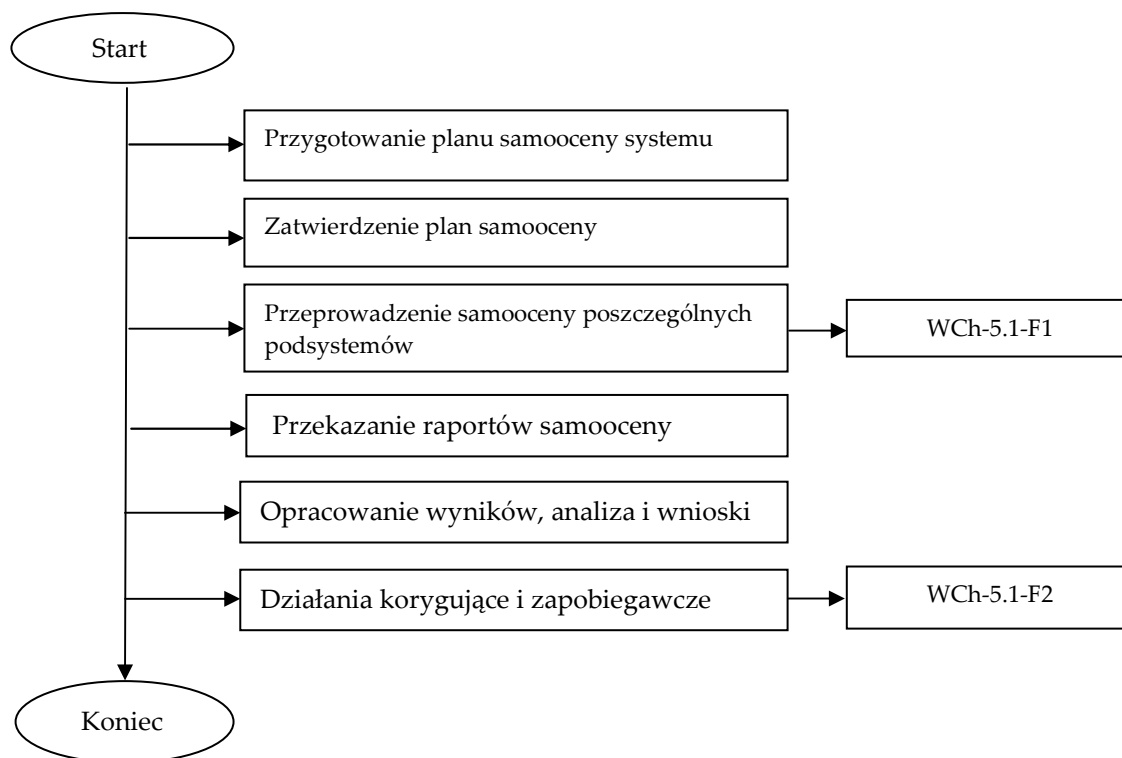 Start
Przygotowanie planu samooceny systemu
Zatwierdzenie plan samooceny
Przeprowadzenie samooceny poszczególnych
podsystemów
WCh-5.1-F1
Przekazanie raportów samooceny
Opracowanie wyników, analiza i wnioski
Działania korygujące i zapobiegawcze
WCh-5.1-F2
Koniec